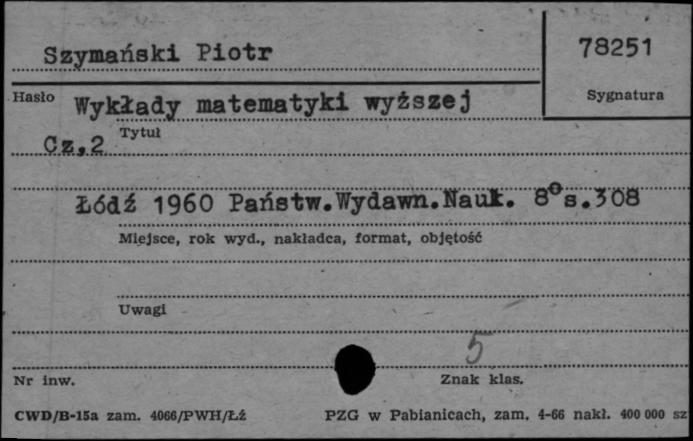 Szymański Piotr
78251
Hasło
Sygnatura
Wykłady matematyki wyższej
Tytuł
Cz,2
Łódź 1960 Państw.Wydawn.Nauk. 8° s.308
Miejsce, rok wyd., nakładca, format, objętość
Uwagi
5
Nr inw.
Znak klas.
CWD/B-15a zam. 4066/PWH/Łź
PZG w Pabianicach, zam. 4-66 nakł. 400 000 sz